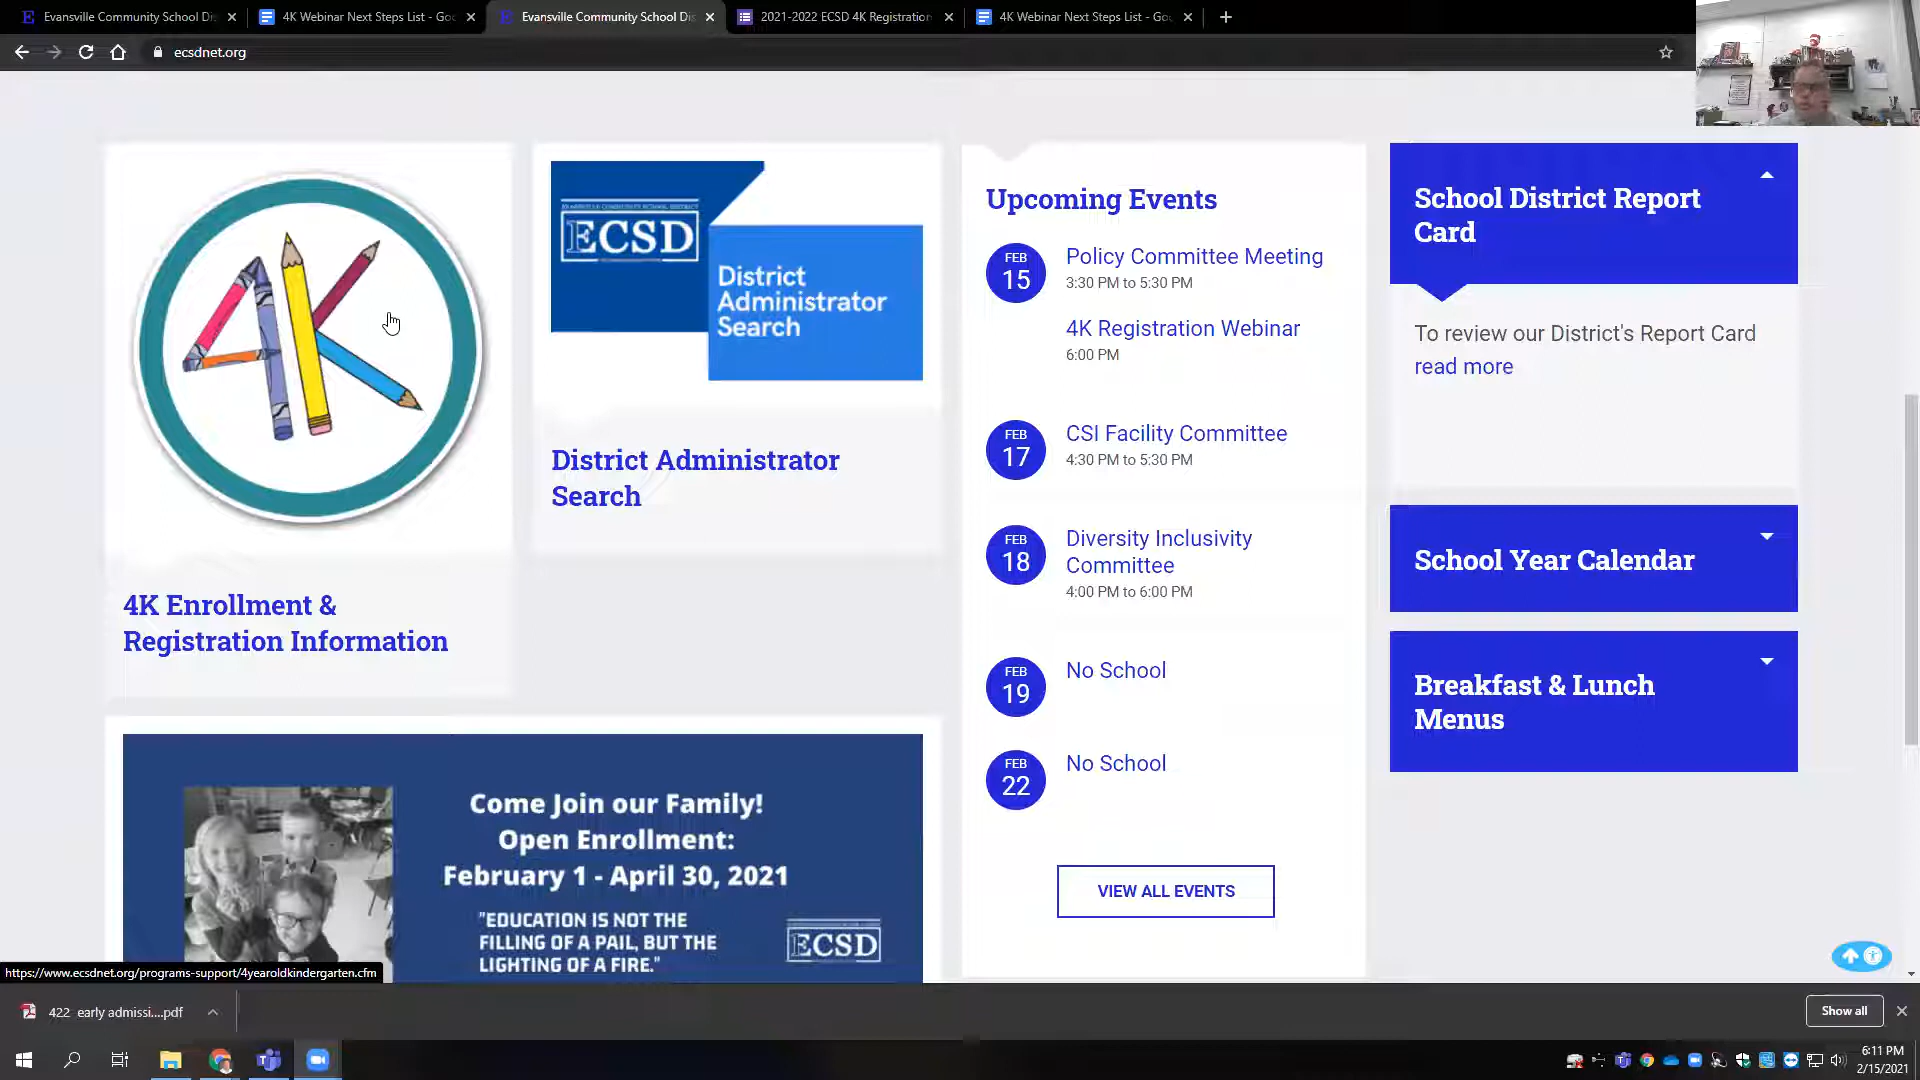 Evansville Community School Di
4K Webinar Next Steps List - Goo
Evansville Community School Dis
2021-2022 ECSD 4K Registration
4K Webinar Next Steps List - Goo
ecsdnet.org
4K
4K Enrollment &
Registration Information
ECSD
District
Administrator
Search
District Administrator
Search
Come Join our Family!
Open Enrollment:
February 1 - April 30, 2021
"EDUCATION IS NOT THE
FILLING OF A PAIL, BUT THE
LIGHTING OF A FIRE."
ECSD
Upcoming Events
FEB
15
Policy Committee Meeting
3:30 PM to 5:30 PM
4K Registration Webinar
6:00 PM
FEB
17
CSI Facility Committee
4:30 PM to 5:30 PM
FEB
18
Diversity Inclusivity
Committee
4:00 PM to 6:00 PM
FEB
19
No School
FEB
22
No School
VIEW ALL EVENTS
School District Report
Card
To review our District's Report Card
read more
School Year Calendar
Breakfast & Lunch
Menus
https://www.ecsdnet.org/programs-support/4yearoldkindergarten.cfm
422 early admissi....pdf
Show all
6:11 PM
2/15/2021